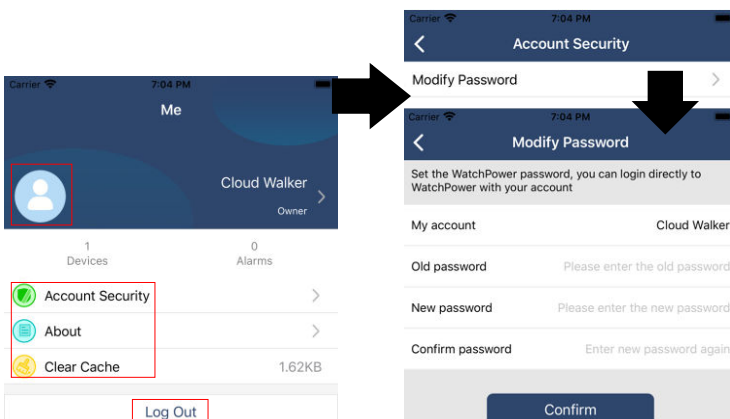 Carrier 7:04 PM
Me
Cloud Walker
Owner
1 0
Devices Alarms
Account Security
About
Clear Cache 1.62KB
Log Out
Carrier 7:04 PM
Account Security
Modify Password
Carrier 7:04 PM
Modify Password
Set the WatchPower password, you can login directly to
WatchPower with your account
My account Cloud Walker
Old password Please enter the old password
New password Please enter the new password
Confirm password Enter new password again
Confirm